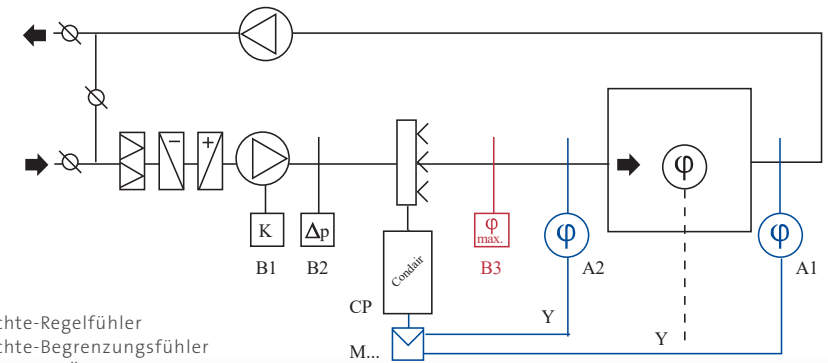 − +
φ
K
Δp
φ
max.
φ
φ
B1
B2
B3
A2
A1
Condair
CP
Y
Y
M...
chte-Regelfühler
chte-Begrenzungsfühler